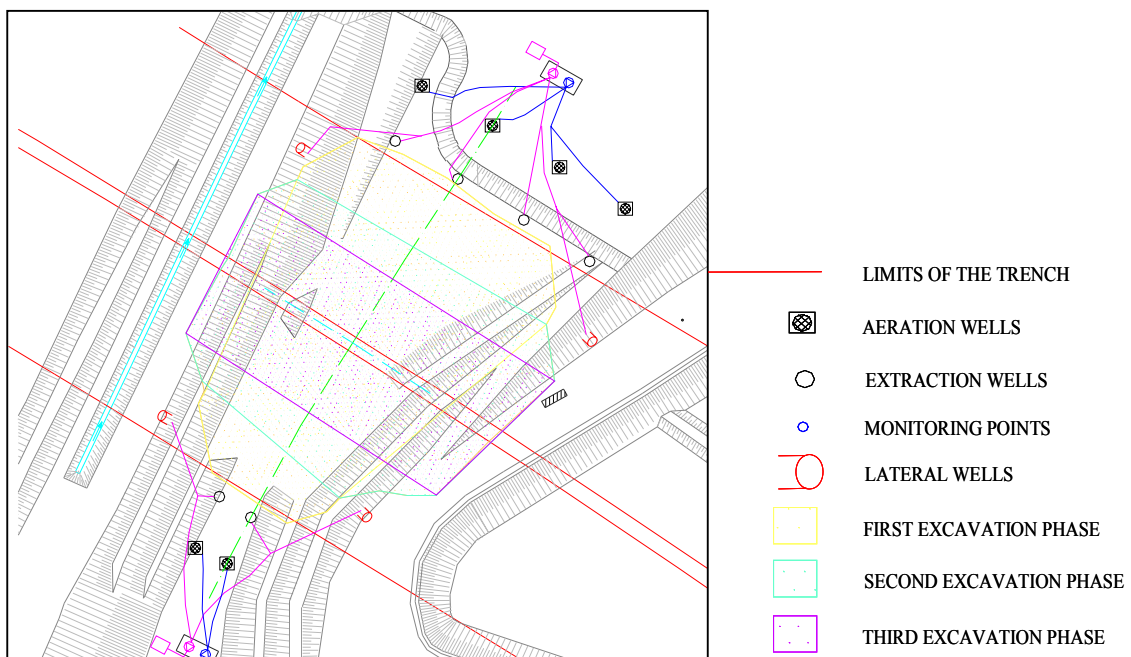 LIMITS OF THE TRENCH
AERATION WELLS
EXTRACTION WELLS
MONITORING POINTS
LATERAL WELLS
FIRST EXCAVATION PHASE
SECOND EXCAVATION PHASE
THIRD EXCAVATION PHASE